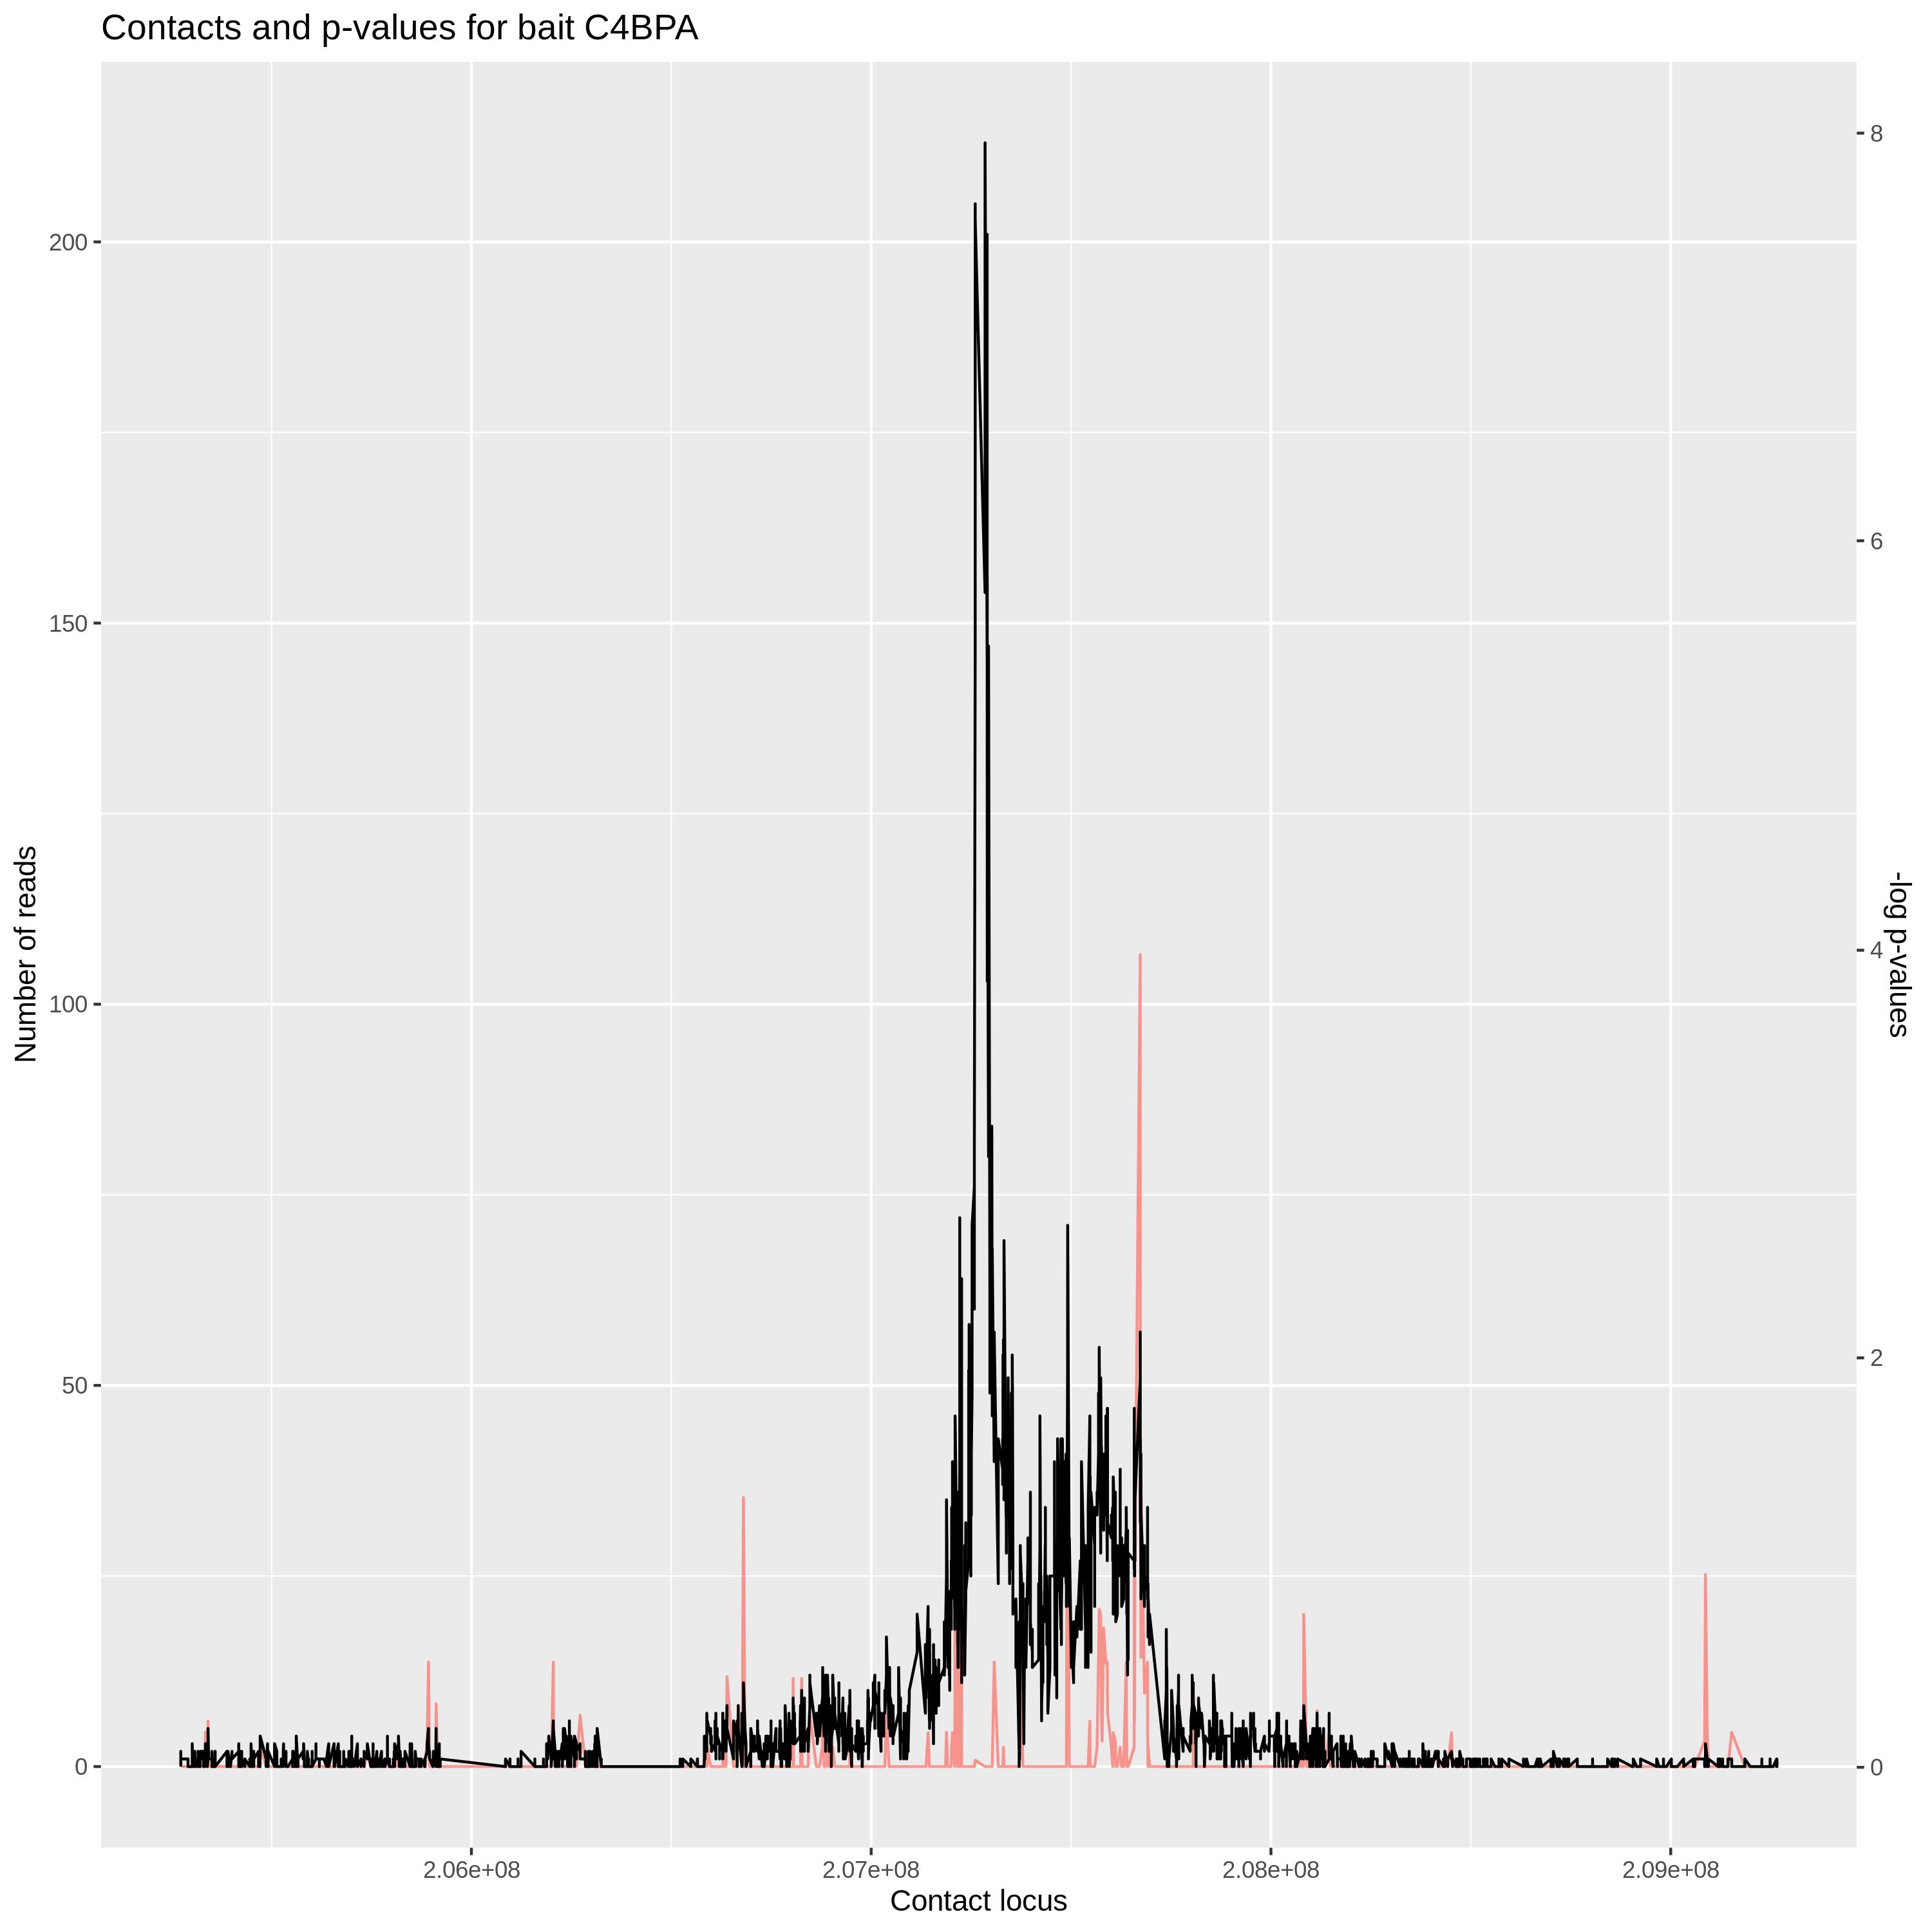 Contacts and p-values for bait C4BPA
200
150
100
50
0
Number of reads
8
6
4
2
0
-log p-values
2.06e+08
2.07e+08
2.08e+08
2.09e+08
Contact locus